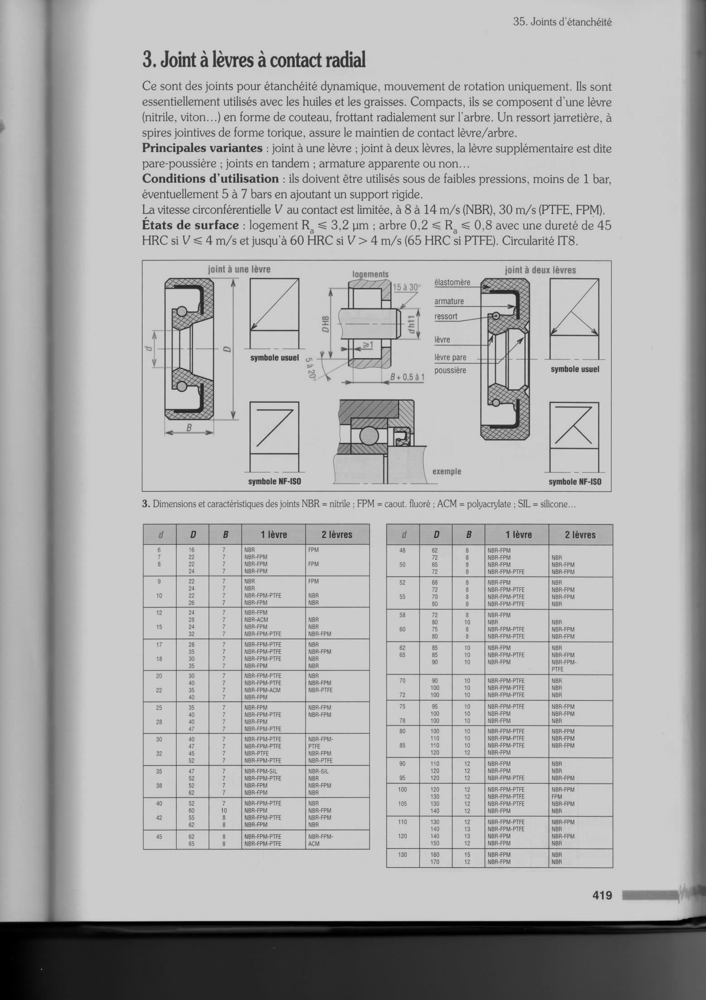 35. Joints d'étanchéité
3. Joint à lèvres à contact radial
Ce sont des joints pour étanchéité dynamique, mouvement de rotation uniquement. Ils sont
essentiellement utilisés avec les huiles et les graisses. Compacts, ils se composent d'une lèvre
(nitrile, viton...) en forme de couteau, frottant radialement sur l'arbre. Un ressort jarretière, à
spires jointives de forme torique, assure le maintien de contact lèvre/arbre.
Principales variantes : joint à une lèvre ; joint à deux lèvres, la lèvre supplémentaire est dite
pare-poussière ; joints en tandem ; armature apparente ou non...
Conditions d'utilisation : ils doivent être utilisés sous de faibles pressions, moins de 1 bar,
éventuellement 5 à 7 bars en ajoutant un support rigide.
La vitesse circonférentielle V au contact est limitée, à 8 à 14 m/s (NBR), 30 m/s (PTFE, FPM).
États de surface : logement Ra ⩽ 3,2 µm ; arbre 0,2 ⩽ Ra ⩽ 0,8 avec une dureté de 45
HRC si V ⩽ 4 m/s et jusqu'à 60 HRC si V > 4 m/s (65 HRC si PTFE). Circularité IT8.
joint à une lèvre
d
D
B
symbole usuel
symbole NF-ISO
logements
15 à 30°
D H8
d h11
⩾1
5 à 20°
B + 0,5 à 1
exemple
joint à deux lèvres
élastomère
armature
ressort
lèvre
lèvre pare
poussière
symbole usuel
symbole NF-ISO
3. Dimensions et caractéristiques des joints NBR = nitrile ; FPM = caout. fluoré ; ACM = polyacrylate ; SIL = silicone...
d D B 1 lèvre 2 lèvres
6 16 7 NBR FPM
7 22 7 NBR-FPM
8 22 7 NBR-FPM FPM
24 7 NBR-FPM
9 22 7 NBR FPM
24 7 NBR
10 22 7 NBR-FPM-PTFE NBR
26 7 NBR-FPM NBR
12 24 7 NBR-FPM
28 7 NBR-ACM NBR
15 24 7 NBR-FPM NBR
32 7 NBR-FPM-PTFE NBR-FPM
17 28 7 NBR-FPM-PTFE NBR
35 7 NBR-FPM-PTFE NBR-FPM
18 30 7 NBR-FPM-PTFE NBR
35 7 NBR-FPM NBR
20 30 7 NBR-FPM-PTFE NBR
40 7 NBR-FPM-PTFE NBR-FPM
22 35 7 NBR-FPM-ACM NBR-PTFE
40 7 NBR-FPM
25 35 7 NBR-FPM NBR-FPM
40 7 NBR-FPM-PTFE NBR-FPM
28 40 7 NBR-FPM
47 7 NBR-FPM-PTFE
30 40 7 NBR-FPM-PTFE NBR-FPM-
47 7 NBR-FPM-PTFE PTFE
32 45 7 NBR-PTFE NBR-FPM
52 7 NBR-FPM-PTFE NBR-PTFE
35 47 7 NBR-FPM-SIL NBR-SIL
52 7 NBR-FPM-PTFE NBR
38 52 7 NBR-FPM NBR-FPM
62 7 NBR-FPM NBR
40 52 7 NBR-FPM-PTFE NBR
60 10 NBR-FPM NBR-FPM
42 55 8 NBR-FPM-PTFE NBR-FPM
62 8 NBR-FPM NBR
45 62 8 NBR-FPM-PTFE NBR-FPM-
65 8 NBR-FPM-PTFE ACM
d D B 1 lèvre 2 lèvres
48 62 8 NBR-FPM
72 8 NBR-FPM NBR
50 65 8 NBR-FPM NBR-FPM
72 8 NBR-FPM-PTFE NBR-FPM
52 68 8 NBR-FPM NBR
72 8 NBR-FPM-PTFE NBR-FPM
55 70 8 NBR-FPM-PTFE NBR-FPM
80 8 NBR-FPM-PTFE NBR
58 72 8 NBR-FPM
80 10 NBR NBR
60 75 8 NBR-FPM-PTFE NBR-FPM
80 8 NBR-FPM-PTFE NBR-FPM
62 85 10 NBR-FPM NBR
65 85 10 NBR-FPM-PTFE NBR-FPM
90 10 NBR-FPM NBR-FPM-
PTFE
70 90 10 NBR-FPM-PTFE NBR
100 10 NBR-FPM-PTFE NBR
72 100 10 NBR-FPM-PTFE NBR
75 95 10 NBR-FPM-PTFE NBR-FPM
100 10 NBR-FPM NBR-FPM
78 100 10 NBR-FPM NBR
80 100 10 NBR-FPM-PTFE NBR-FPM
110 10 NBR-FPM-PTFE NBR-FPM
85 110 10 NBR-FPM-PTFE NBR-FPM
120 12 NBR-FPM
90 110 12 NBR-FPM NBR
120 12 NBR-FPM NBR
95 120 12 NBR-FPM-PTFE NBR-FPM
100 120 12 NBR-FPM-PTFE NBR-FPM
130 12 NBR-FPM-PTFE FPM
105 130 12 NBR-FPM-PTFE NBR-FPM
140 12 NBR-FPM NBR
110 130 12 NBR-FPM-PTFE NBR-FPM
140 13 NBR-FPM-PTFE NBR
120 140 13 NBR-FPM NBR-FPM
150 12 NBR-FPM NBR
130 160 15 NBR-FPM NBR
170 12 NBR-FPM NBR
419